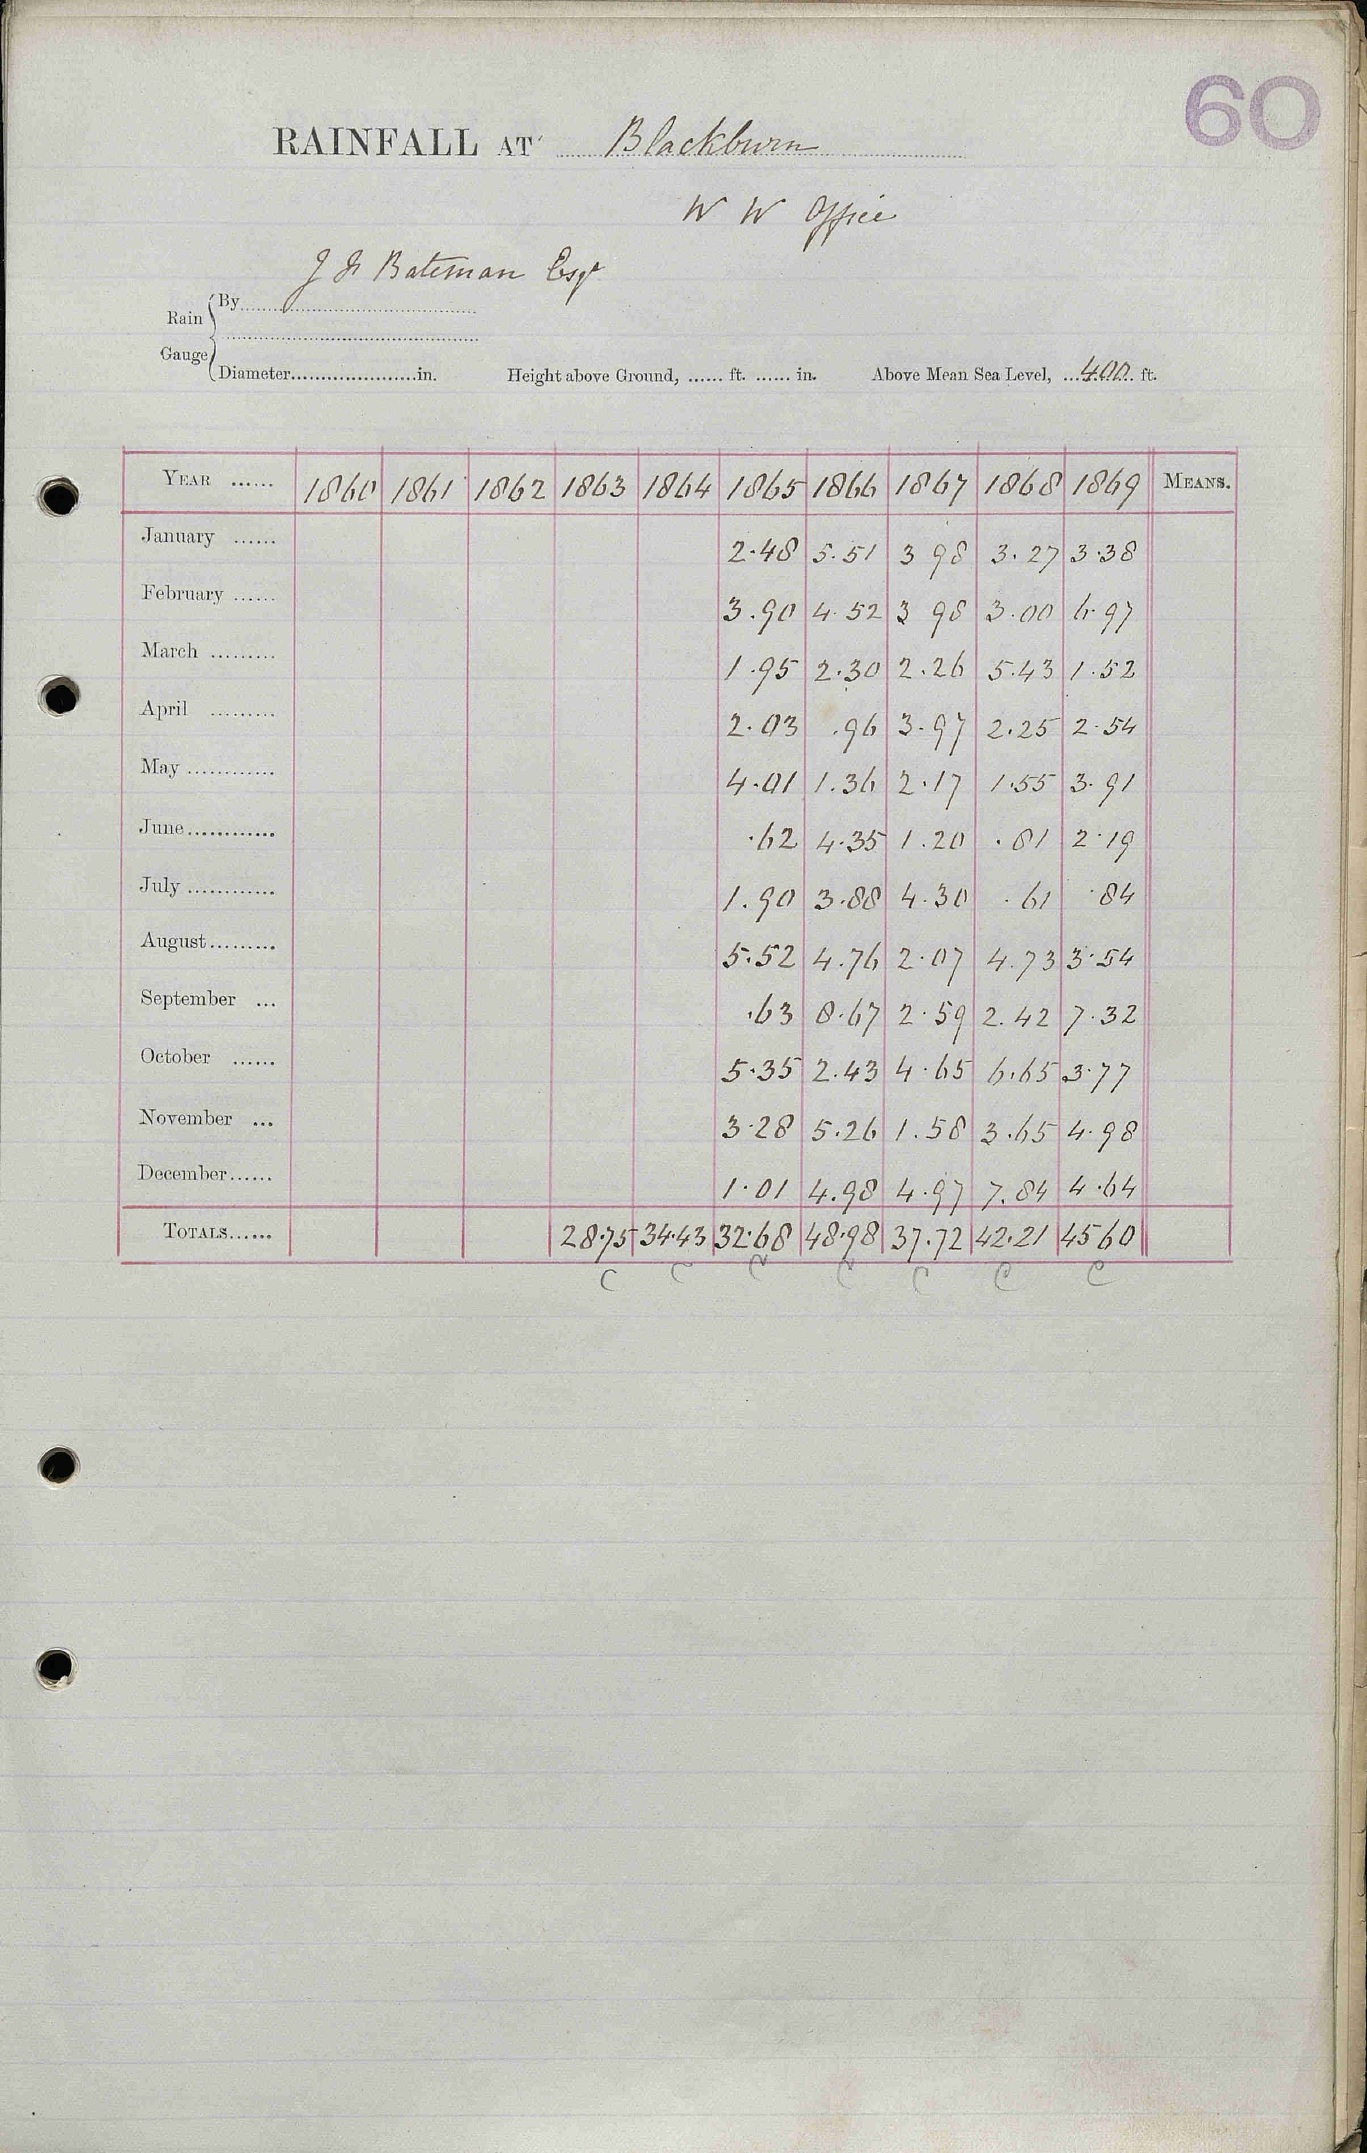 60
RAINFALL AT Blackburn
W W Office
J F Bateman Esqr
Rain Gauge
By
Diameter.....................in. Height above Ground, ...... ft. ...... in. Above Mean Sea Level, ...400... ft.
YEAR ...... 1860 1861 1862 1863 1864 1865 1866 1867 1868 1869 MEANS.
January ...... 2.48 5.51 3 98 3.27 3.38
February ...... 3.90 4.52 3 98 3.00 6.97
March ......... 1.95 2.30 2.26 5.43 1.52
April ......... 2.03 .96 3.97 2.25 2.54
May ............ 4.01 1.36 2.17 1.55 3.91
June............ .62 4.35 1.20 .81 2.19
July ............ 1.90 3.88 4.30 .61 .84
August......... 5.52 4.76 2.07 4.73 3.54
September ... .63 8.67 2.59 2.42 7.32
October ...... 5.35 2.43 4.65 6.65 3.77
November ... 3.28 5.26 1.58 3.65 4.98
December...... 1.01 4.98 4.97 7.84 4.64
TOTALS...... 28.75 34.43 32.68 48.98 37.72 42.21 45 60
C C C C C C C